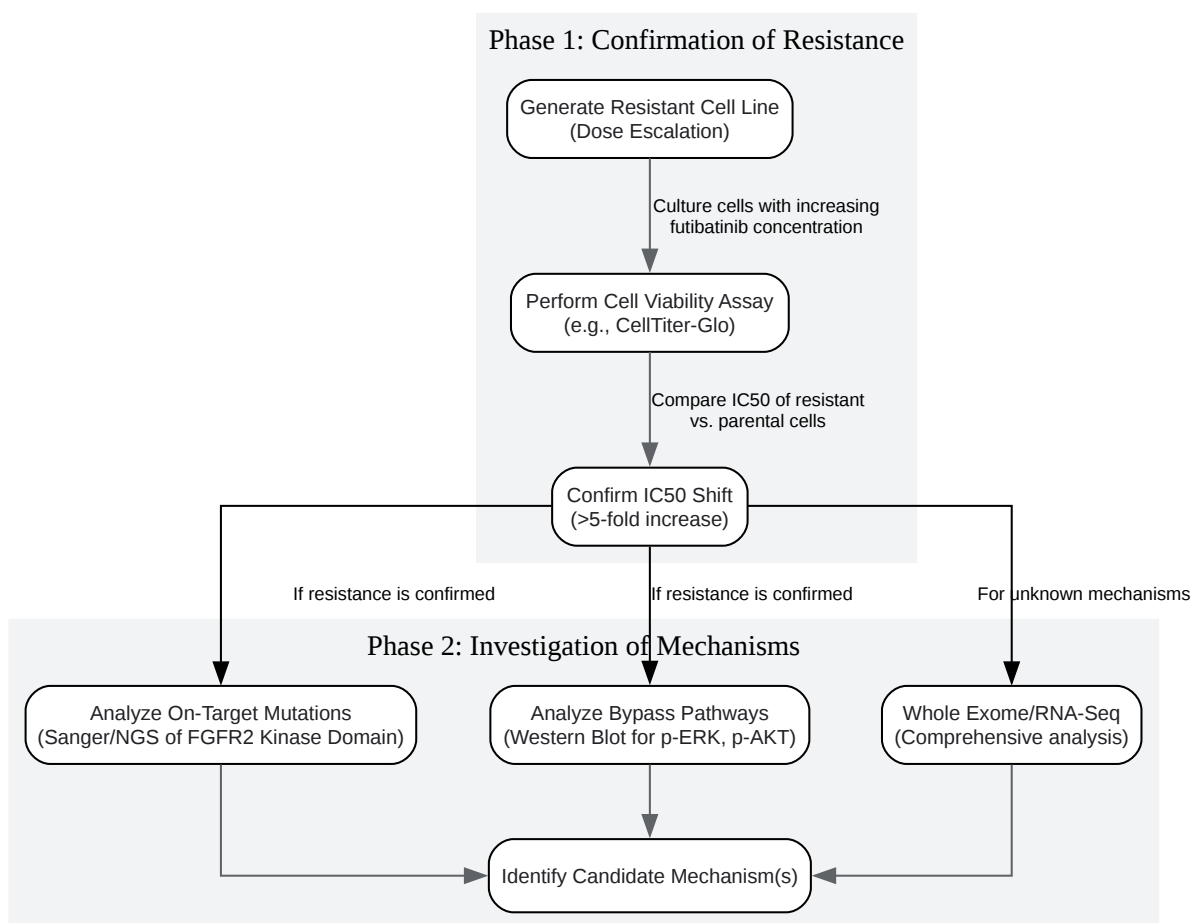 Phase 1: Confirmation of Resistance
Generate Resistant Cell Line
(Dose Escalation)
Culture cells with increasing
futibatinib concentration
Perform Cell Viability Assay
(e.g., CellTiter-Glo)
Compare IC50 of resistant
vs. parental cells
Confirm IC50 Shift
(>5-fold increase)
If resistance is confirmed
If resistance is confirmed
For unknown mechanisms
Phase 2: Investigation of Mechanisms
Analyze On-Target Mutations
(Sanger/NGS of FGFR2 Kinase Domain)
Analyze Bypass Pathways
(Western Blot for p-ERK, p-AKT)
Whole Exome/RNA-Seq
(Comprehensive analysis)
Identify Candidate Mechanism(s)